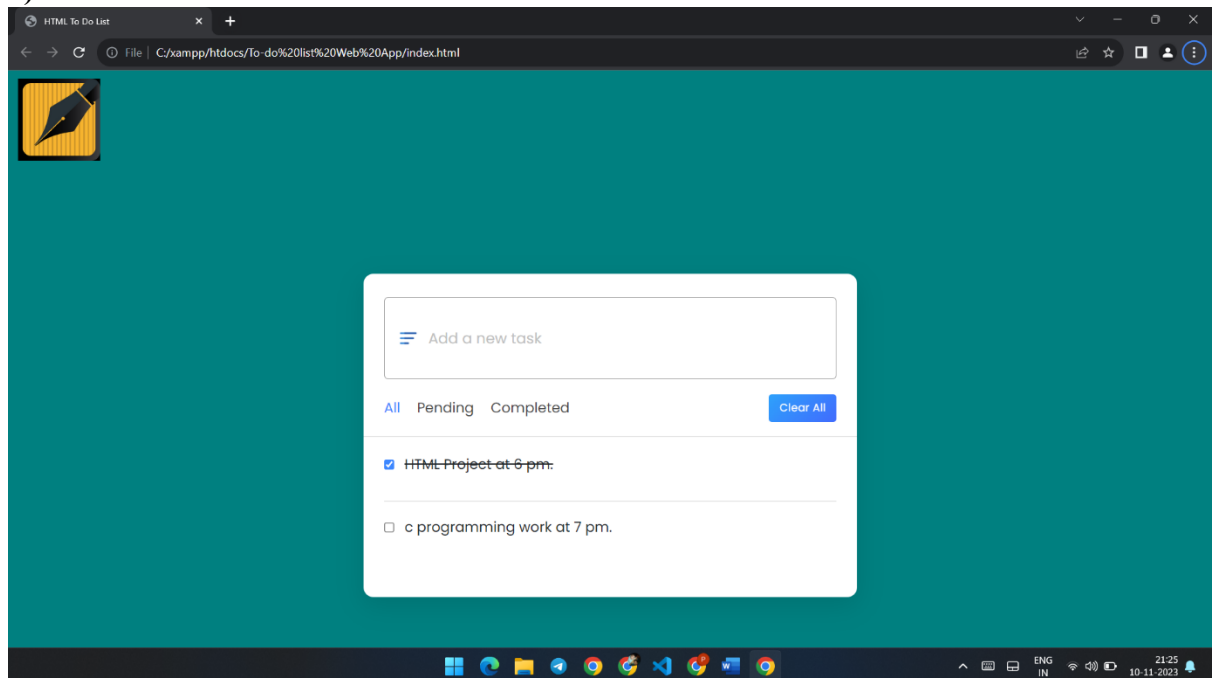 )
HTML To Do List
File | C:/xampp/htdocs/To-do%20list%20Web%20App/index.html
Add a new task
All Pending Completed Clear All
HTML Project at 6 pm.
c programming work at 7 pm.
ENG 21:25
IN 10-11-2023